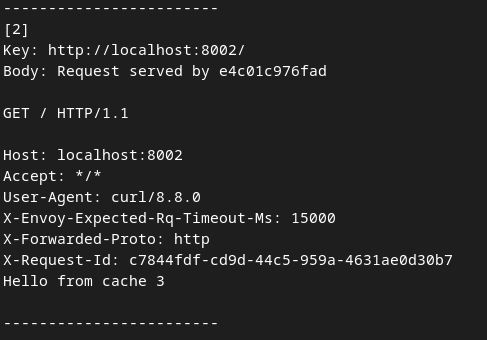 ------------------------
[2]
Key: http://localhost:8002/
Body: Request served by e4c01c976fad
GET / HTTP/1.1
Host: localhost:8002
Accept: */*
User-Agent: curl/8.8.0
X-Envoy-Expected-Rq-Timeout-Ms: 15000
X-Forwarded-Proto: http
X-Request-Id: c7844fdf-cd9d-44c5-959a-4631ae0d30b7
Hello from cache 3
------------------------